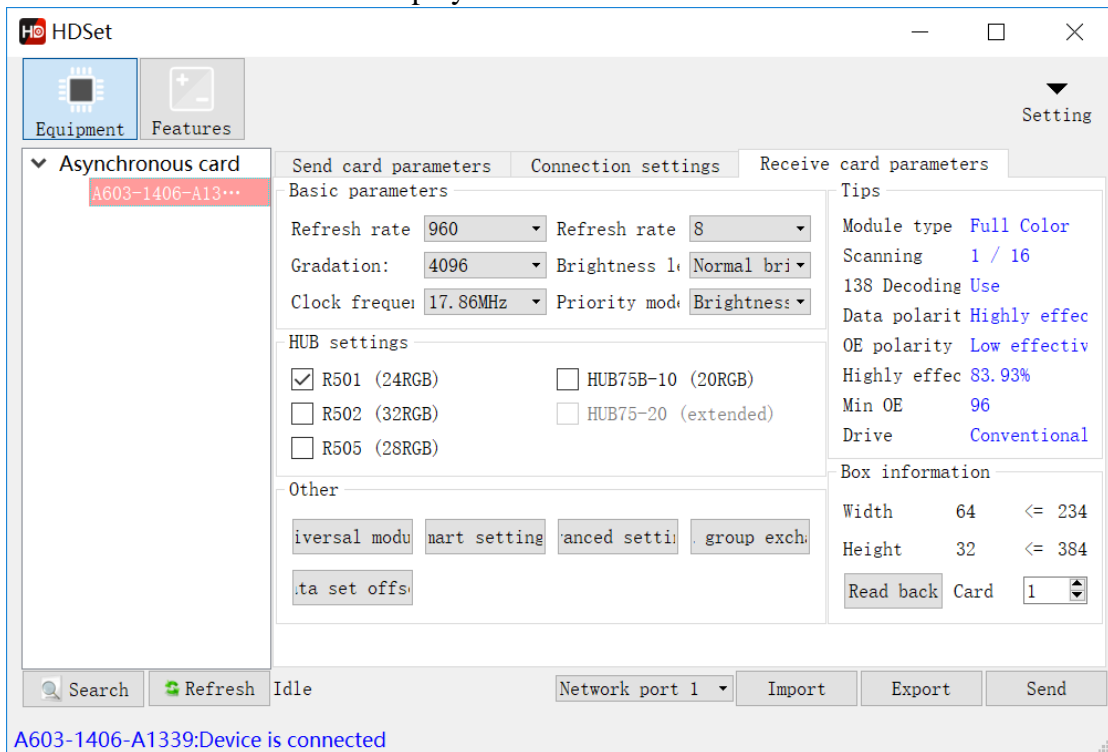 HD HDSet
Equipment Features Setting
Asynchronous card
A603-1406-A13···
Send card parameters Connection settings Receive card parameters
Basic parameters
Refresh rate 960 Refresh rate 8
Gradation: 4096 Brightness l Normal bri
Clock freque 17.86MHz Priority mod Brightness
HUB settings
R501 (24RGB) HUB75B-10 (20RGB)
R502 (32RGB) HUB75-20 (extended)
R505 (28RGB)
Other
iversal modu mart setting anced setti group exch
ta set offs
Tips
Module type Full Color
Scanning 1 / 16
138 Decoding Use
Data polarit Highly effec
OE polarity Low effectiv
Highly effec 83.93%
Min OE 96
Drive Conventional
Box information
Width 64 <= 234
Height 32 <= 384
Read back Card 1
Search Refresh Idle Network port 1 Import Export Send
A603-1406-A1339:Device is connected